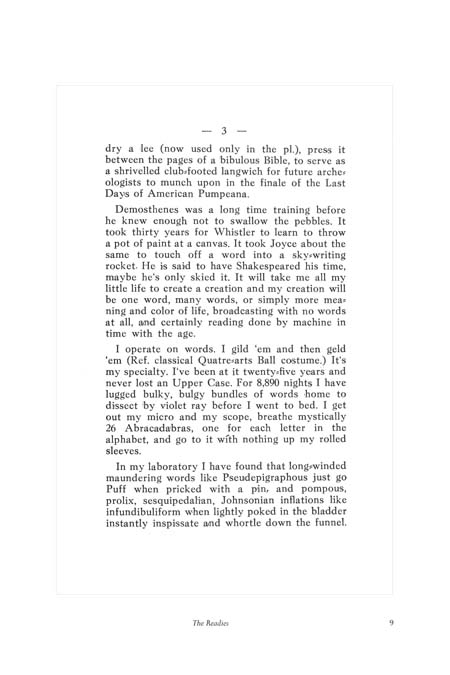 — 3 —
dry a lee (now used only in the pl.), press it
between the pages of a bibulous Bible, to serve as
a shrivelled club⸗footed langwich for future arche⸗
ologists to munch upon in the finale of the Last
Days of American Pumpeana.
Demosthenes was a long time training before
he knew enough not to swallow the pebbles. It
took thirty years for Whistler to learn to throw
a pot of paint at a canvas. It took Joyce about the
same to touch off a word into a sky⸗writing
rocket. He is said to have Shakespeared his time,
maybe he's only skied it. It will take me all my
little life to create a creation and my creation will
be one word, many words, or simply more mea⸗
ning and color of life, broadcasting with no words
at all, and certainly reading done by machine in
time with the age.
I operate on words. I gild 'em and then geld
'em (Ref. classical Quatre⸗arts Ball costume.) It's
my specialty. I've been at it twenty⸗five years and
never lost an Upper Case. For 8,890 nights I have
lugged bulky, bulgy bundles of words home to
dissect by violet ray before I went to bed. I get
out my micro and my scope, breathe mystically
26 Abracadabras, one for each letter in the
alphabet, and go to it with nothing up my rolled
sleeves.
In my laboratory I have found that long⸗winded
maundering words like Pseudepigraphous just go
Puff when pricked with a pin, and pompous,
prolix, sesquipedalian, Johnsonian inflations like
infundibuliform when lightly poked in the bladder
instantly inspissate and whortle down the funnel.
The Readies 9